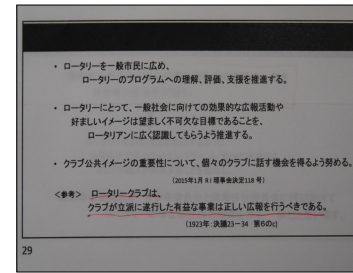 ・ ロータリーを一般市民に広め、
ロータリーのプログラムへの理解、評価、支援を推進する。
・ ロータリーにとって、一般社会に向けての効果的な広報活動や
好ましいイメージは望ましく不可欠な目標であることを、
ロータリアンに広く認識してもらうよう推進する。
・ クラブ公共イメージの重要性について、個々のクラブに話す機会を得るよう努める。
(2015年1月 R I 理事会決定118 号)
<参考> ロータリークラブは、
クラブが立派に遂行した有益な事業は正しい広報を行うべきである。
(1923年:決議23-34 第6のc)
29